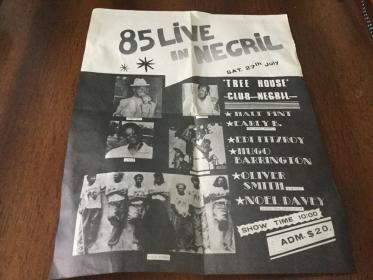 85 LiVE
iN NEGRiL
SAT. 27th July
'TREE HOUSE'
CLUB NEGRIL
★ HALF PINT
★ EARLY B.
★ EDI FITZROY
★ HUGO
BARRINGTON
★ OLIVER
SMITH
★ NOEL DAVEY
SHOW TIME 10:00
ADM. $20.